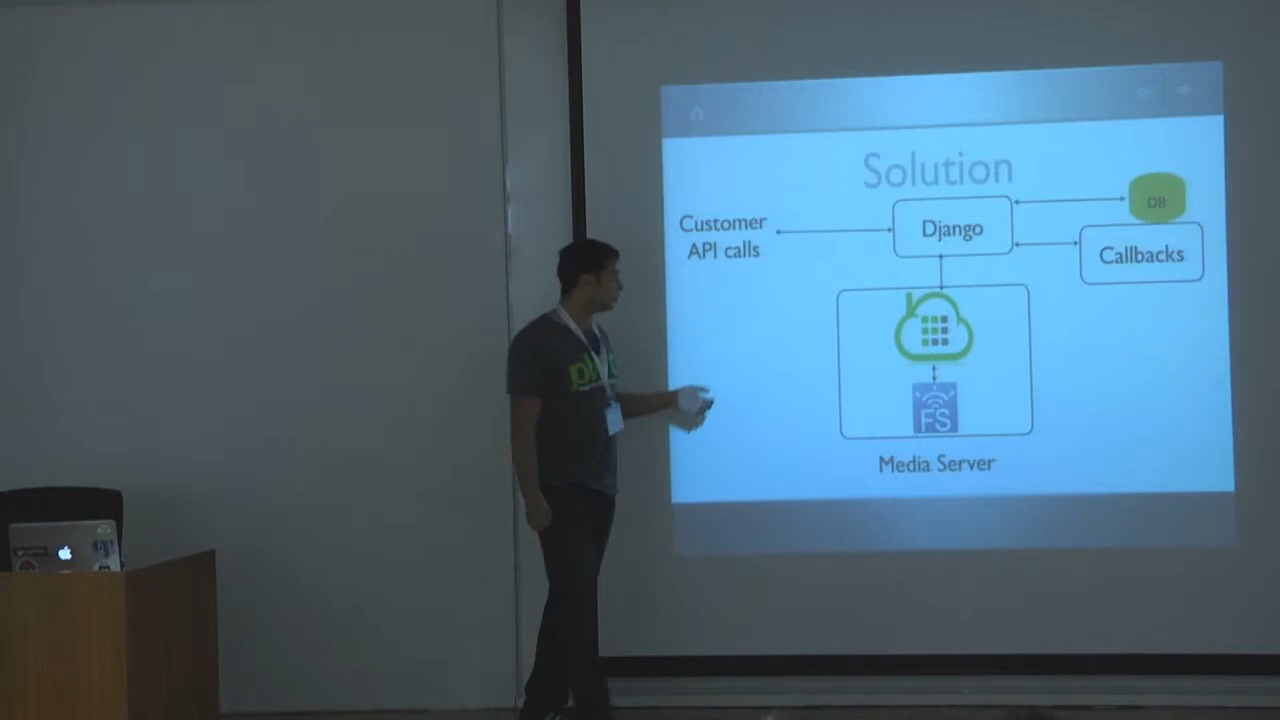 Solution
Customer
API calls
Django
DB
Callbacks
FS
Media Server